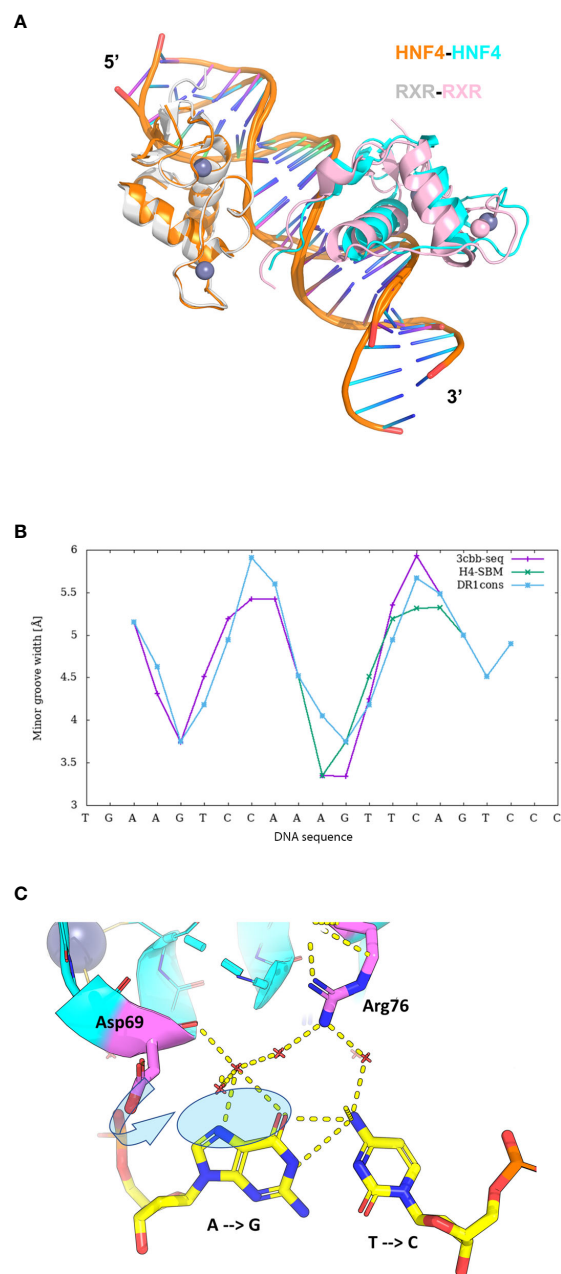 A
5’
HNF4-HNF4
RXR-RXR
3’
B
6
5.5
5
4.5
4
3.5
3
Minor groove width [Å]
3cbb-seq
H4-SBM
DR1cons
T G A A G T C C A A A G T T C A G T C C C
DNA sequence
C
Asp69
Arg76
A --> G
T --> C